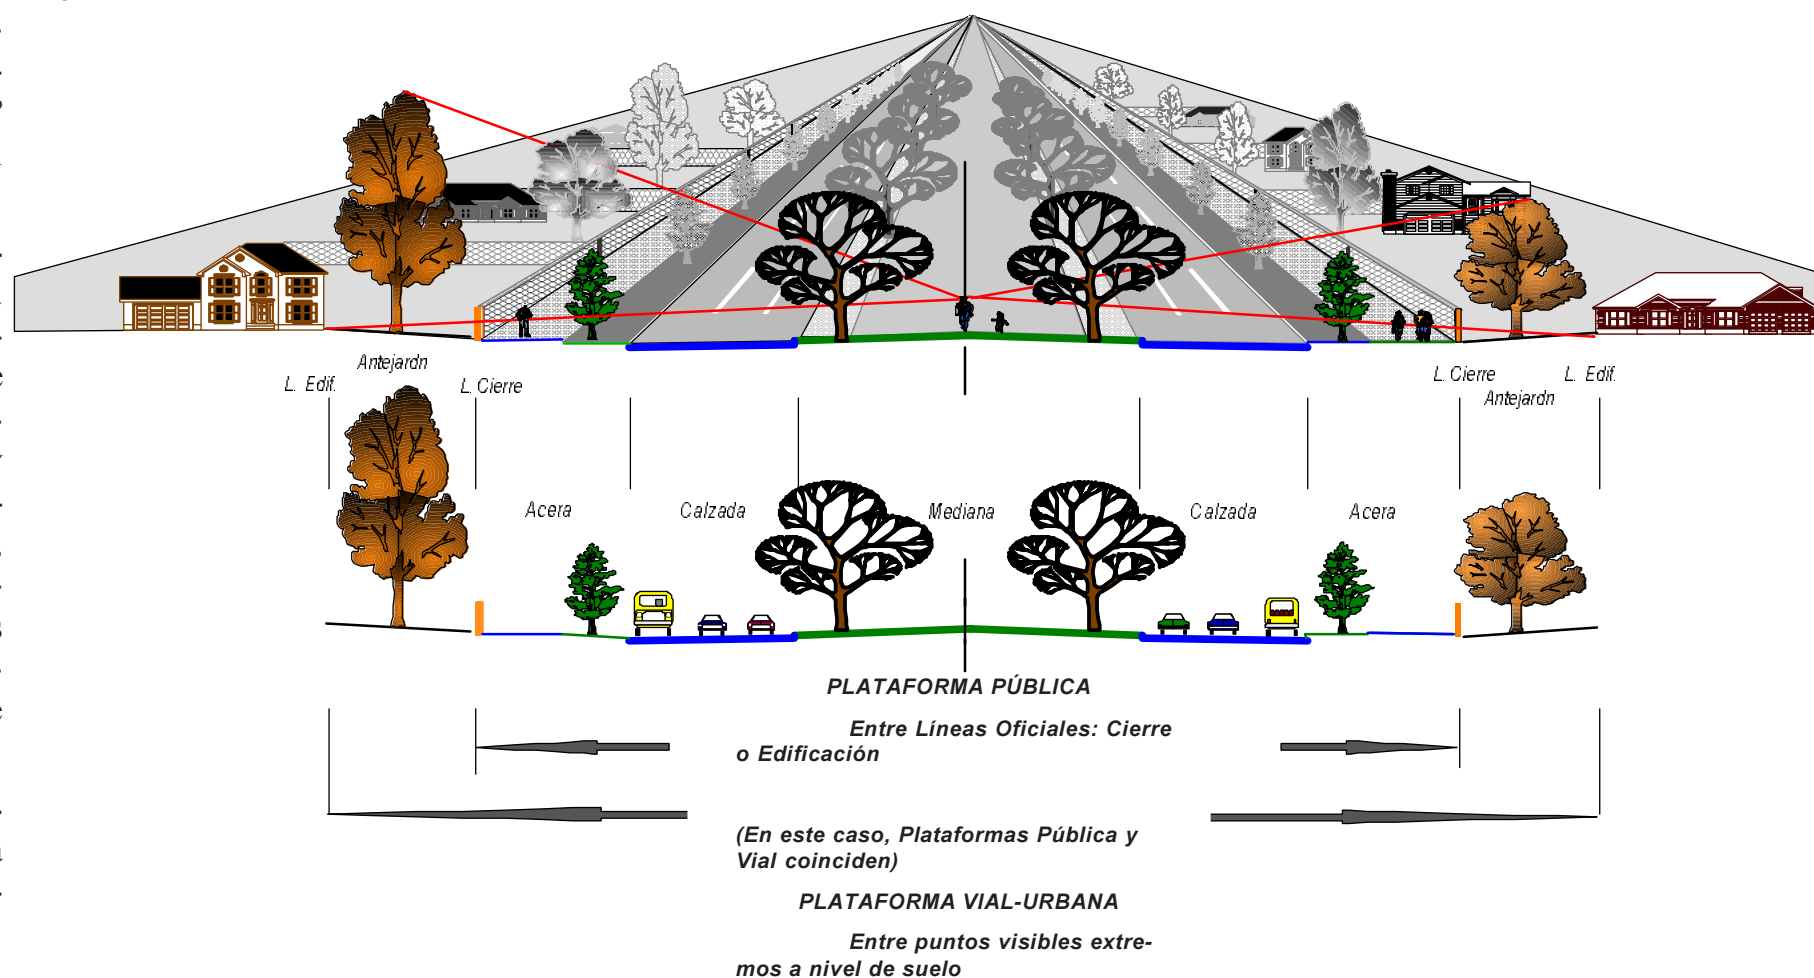 Antejardn
L. Edif.
L. Cierre
L. Cierre
L. Edif.
Antejardn
Acera
Calzada
Mediana
Calzada
Acera
PLATAFORMA PÚBLICA
Entre Líneas Oficiales: Cierre
o Edificación
(En este caso, Plataformas Pública y
Vial coinciden)
PLATAFORMA VIAL-URBANA
Entre puntos visibles extre-
mos a nivel de suelo